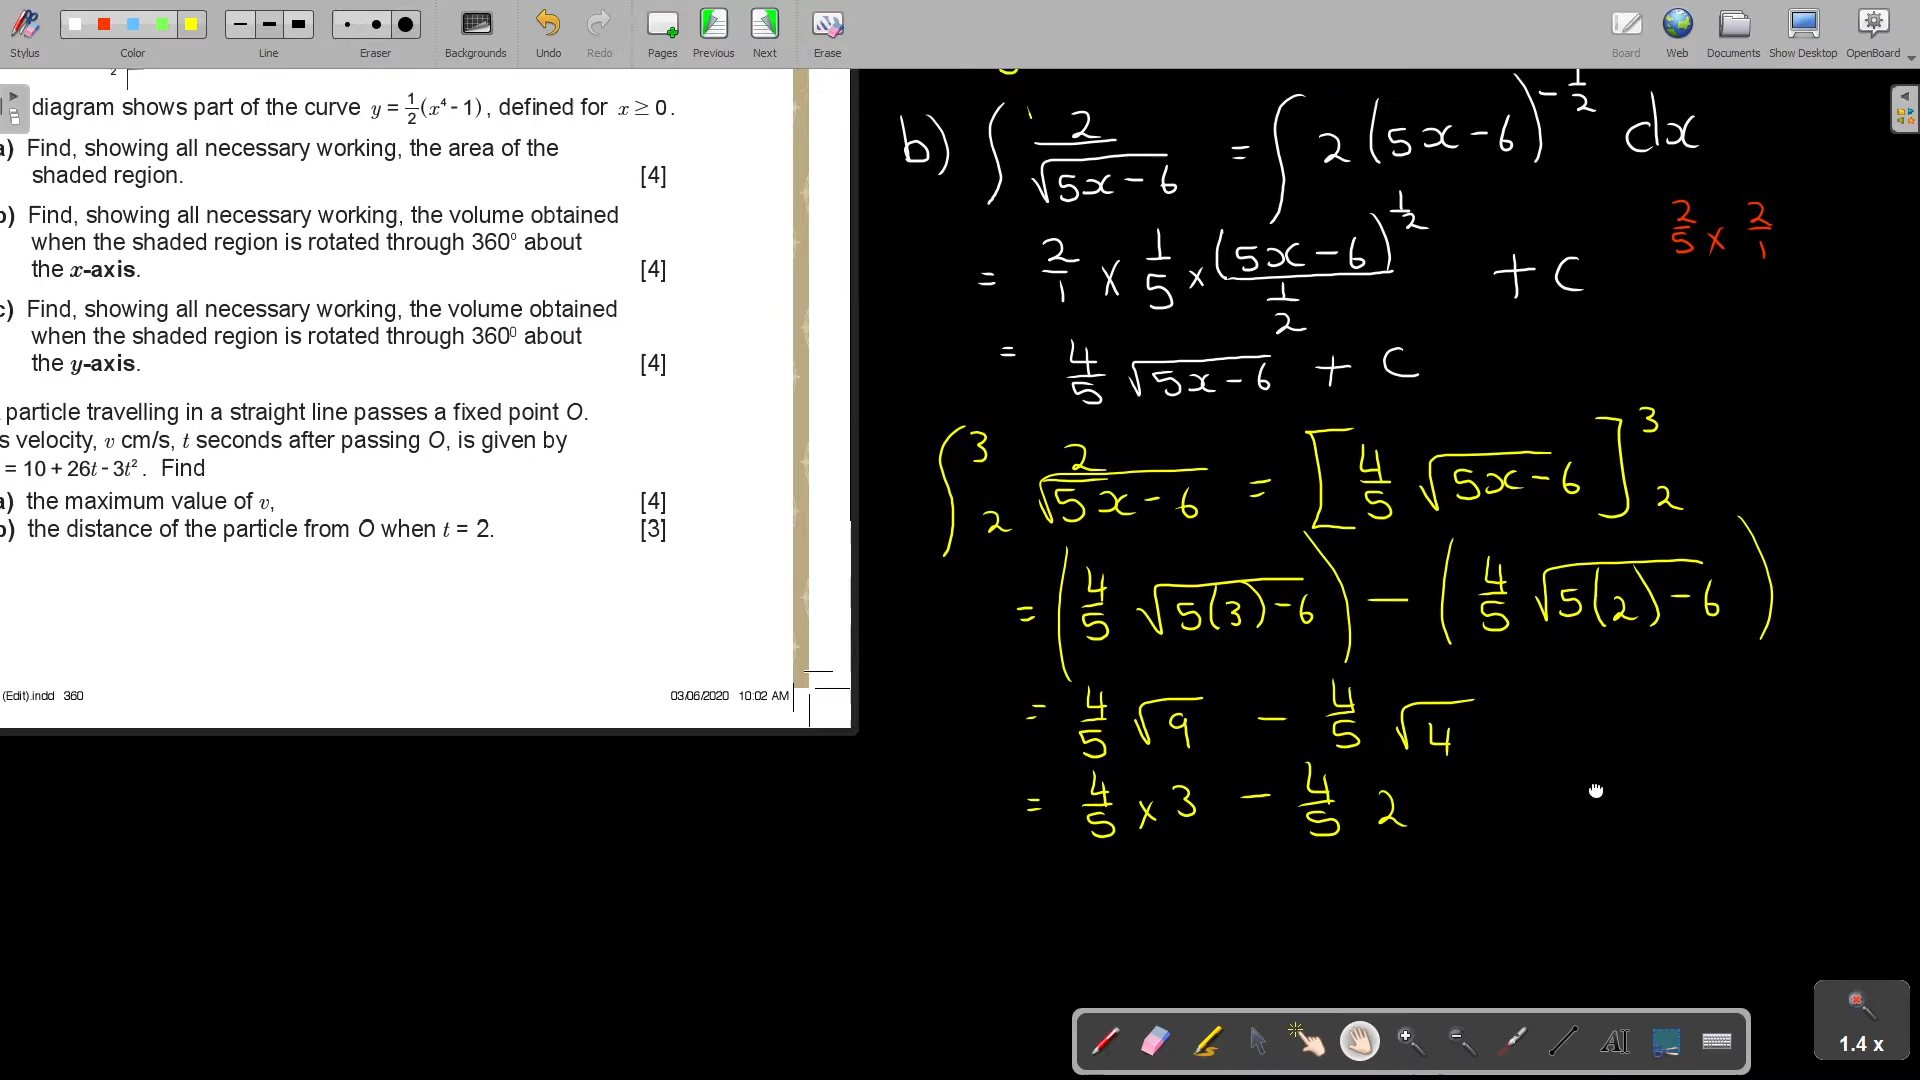 Stylus Color Line Eraser Backgrounds Undo Redo Pages Previous Next Erase Board Web Documents Show Desktop OpenBoard
2
diagram shows part of the curve y = 1/2(x⁴ - 1), defined for x ≥ 0.
a) Find, showing all necessary working, the area of the
shaded region. [4]
b) Find, showing all necessary working, the volume obtained
when the shaded region is rotated through 360⁰ about
the x-axis. [4]
c) Find, showing all necessary working, the volume obtained
when the shaded region is rotated through 360⁰ about
the y-axis. [4]
particle travelling in a straight line passes a fixed point O.
s velocity, v cm/s, t seconds after passing O, is given by
= 10 + 26t - 3t². Find
a) the maximum value of v, [4]
b) the distance of the particle from O when t = 2. [3]
(Edit).indd 360 03/06/2020 10:02 AM
b) ∫ 2/√(5x-6) = ∫ 2(5x-6)^(-1/2) dx
2/5 × 2/1
= 2/1 × 1/5 × (5x-6)^(1/2) / (1/2) + C
= 4/5 √(5x-6) + C
∫₂³ 2/√(5x-6) = [4/5 √(5x-6)]₂³
= (4/5 √(5(3)-6)) - (4/5 √(5(2)-6))
= 4/5 √9 - 4/5 √4
= 4/5 × 3 - 4/5 2
1.4 x